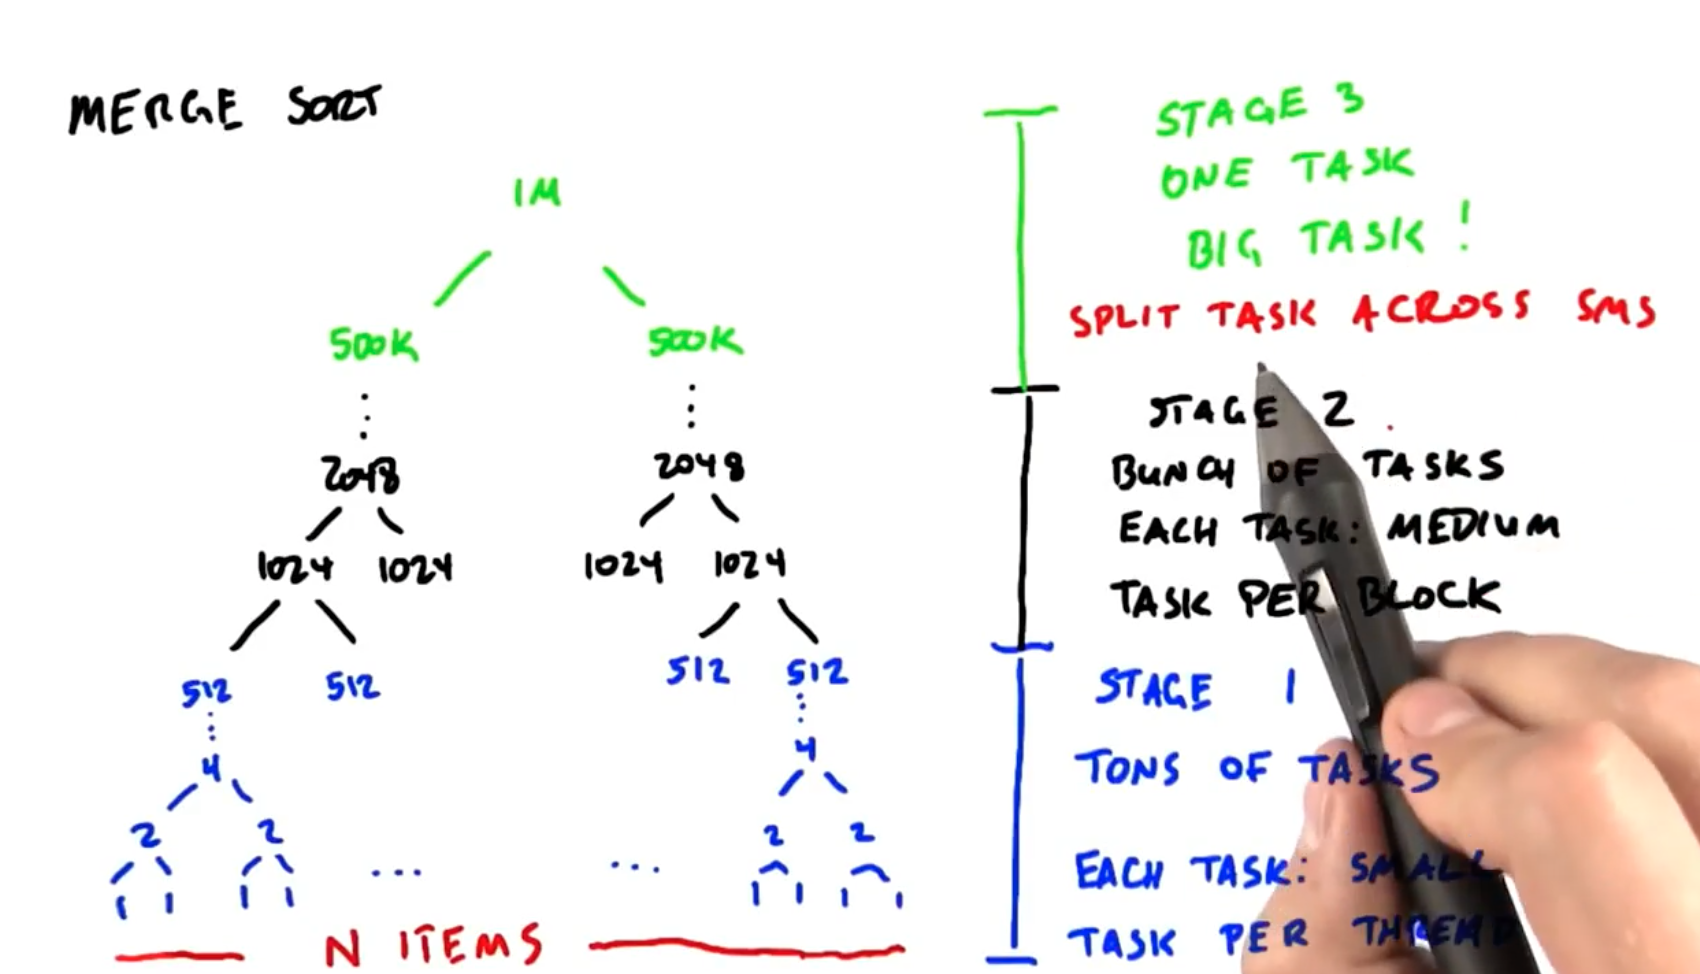 MERGE SORT
1M
500K 500K
2048 2048
1024 1024 1024 1024
512 512 512 512
4 4
2 2 2 2
1 1 1 1 ... ... 1 1 1 1
N ITEMS
STAGE 3
ONE TASK
BIG TASK!
SPLIT TASK ACROSS SMS
STAGE 2
BUNCH OF TASKS
EACH TASK: MEDIUM
TASK PER BLOCK
STAGE 1
TONS OF TASKS
EACH TASK: SMALL
TASK PER THREAD